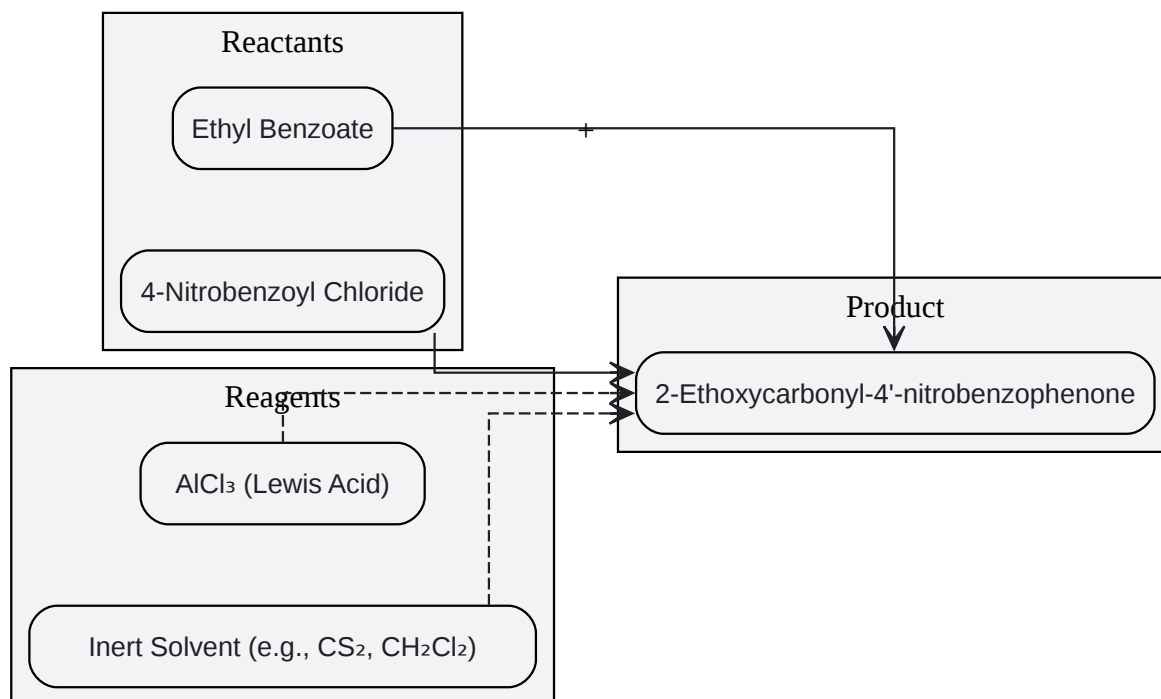 Reactants
Ethyl Benzoate
+
4-Nitrobenzoyl Chloride
Product
2-Ethoxycarbonyl-4'-nitrobenzophenone
Reagents
AlCl₃ (Lewis Acid)
Inert Solvent (e.g., CS₂, CH₂Cl₂)